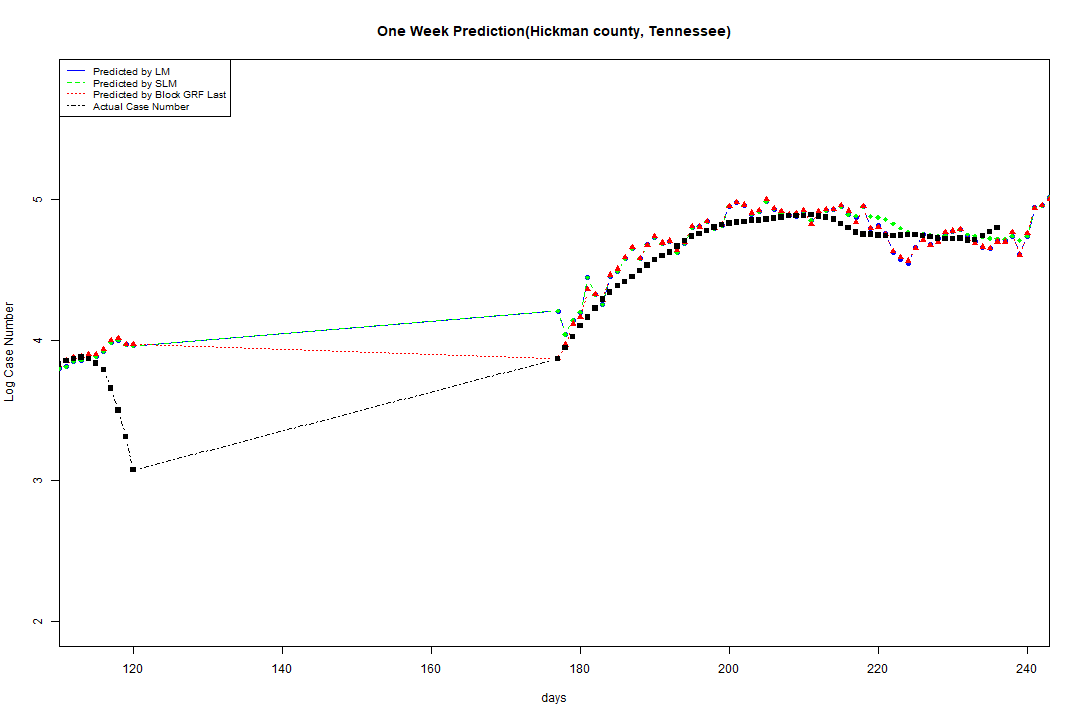 One Week Prediction(Hickman county, Tennessee)
Predicted by LM
Predicted by SLM
Predicted by Block GRF Last
Actual Case Number
5
4
3
2
Log Case Number
120 140 160 180 200 220 240
days